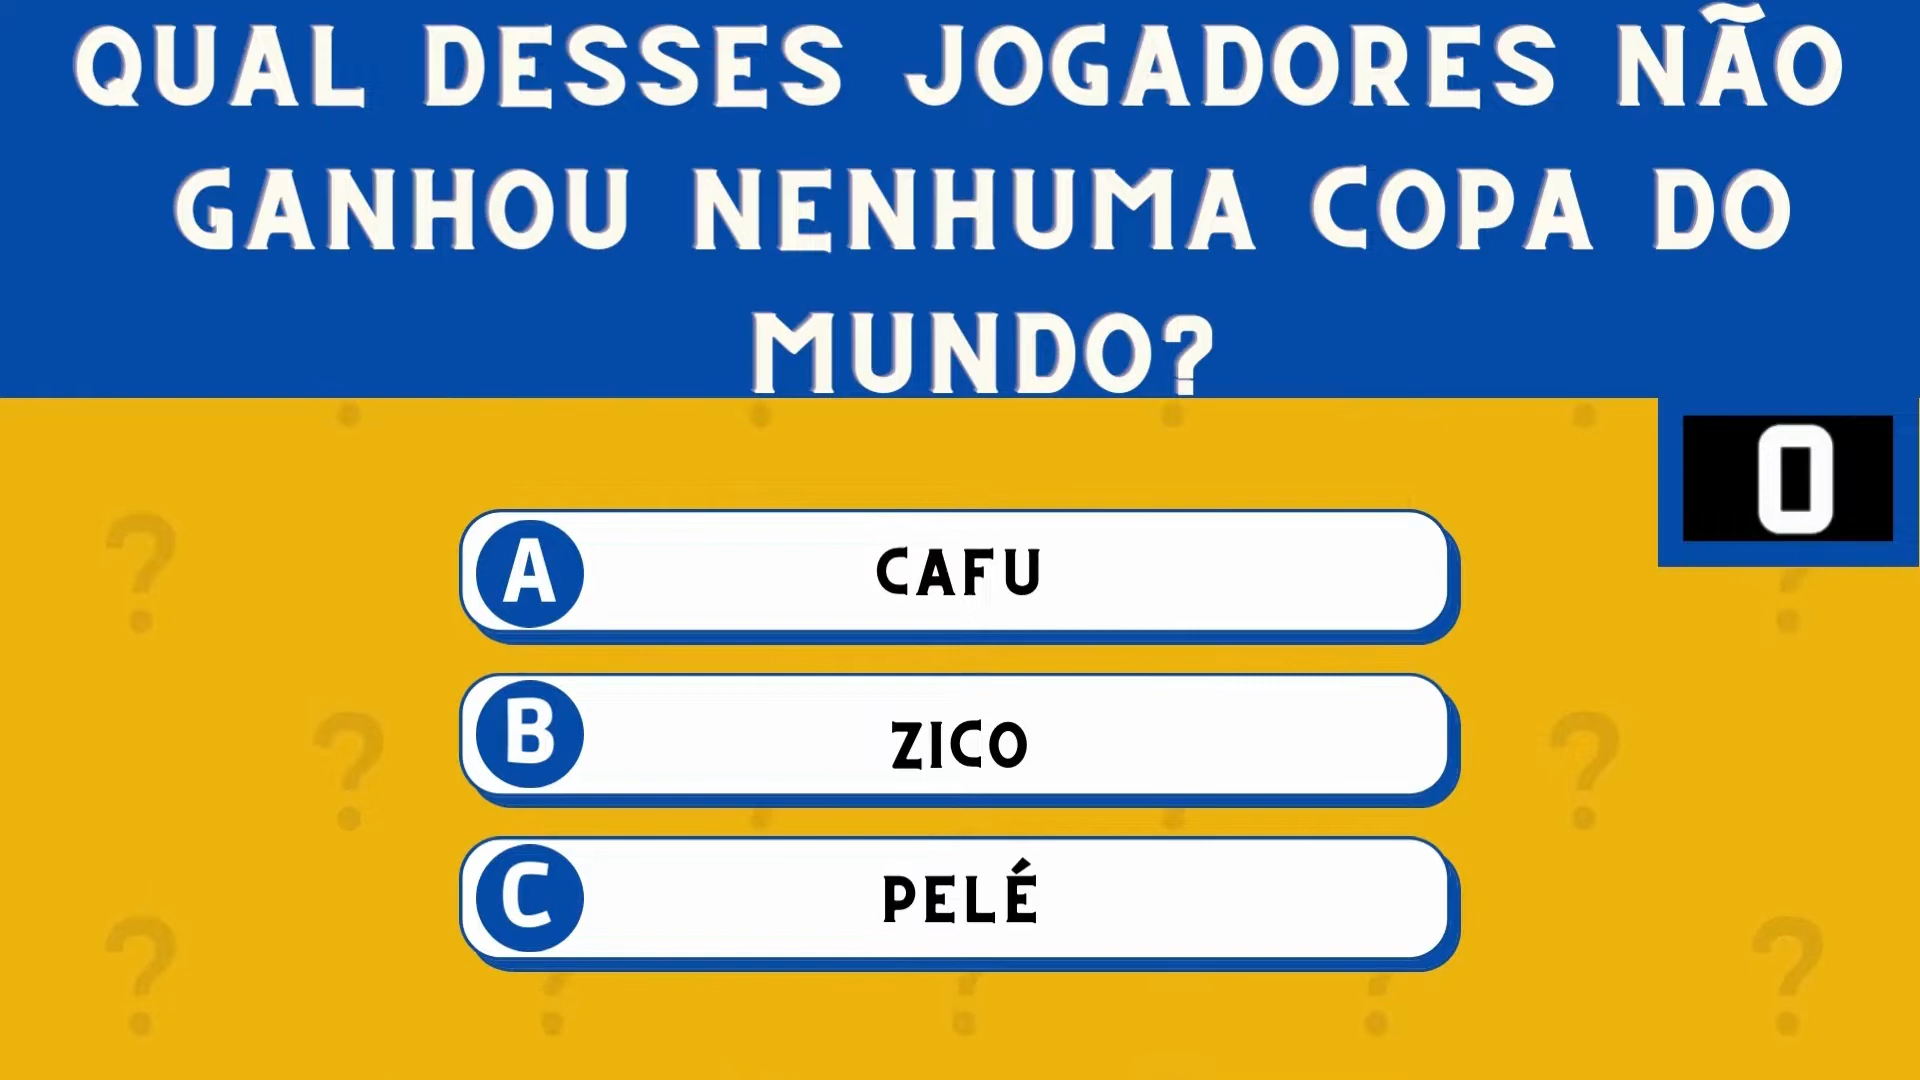 QUAL DESSES JOGADORES NÃO
GANHOU NENHUMA COPA DO
MUNDO?
0
A CAFU
B ZICO
C PELÉ